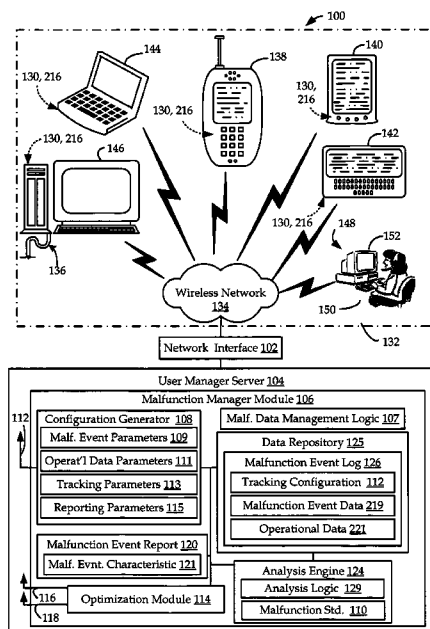 100
144
138
140
130, 216
130, 216
130, 216
142
130, 216
146
148
152
130, 216
136
Wireless Network
134
150
132
Network Interface 102
User Manager Server 104
Malfunction Manager Module 106
112
Configuration Generator 108
Malf. Data Management Logic 107
Malf. Event Parameters 109
Data Repository 125
Operat'l Data Parameters 111
Malfunction Event Log 126
Tracking Parameters 113
Tracking Configuration 112
Reporting Parameters 115
Malfunction Event Data 219
Operational Data 221
Malfunction Event Report 120
Malf. Evnt. Characteristic 121
Analysis Engine 124
Analysis Logic 129
116
Optimization Module 114
Malfunction Std. 110
118